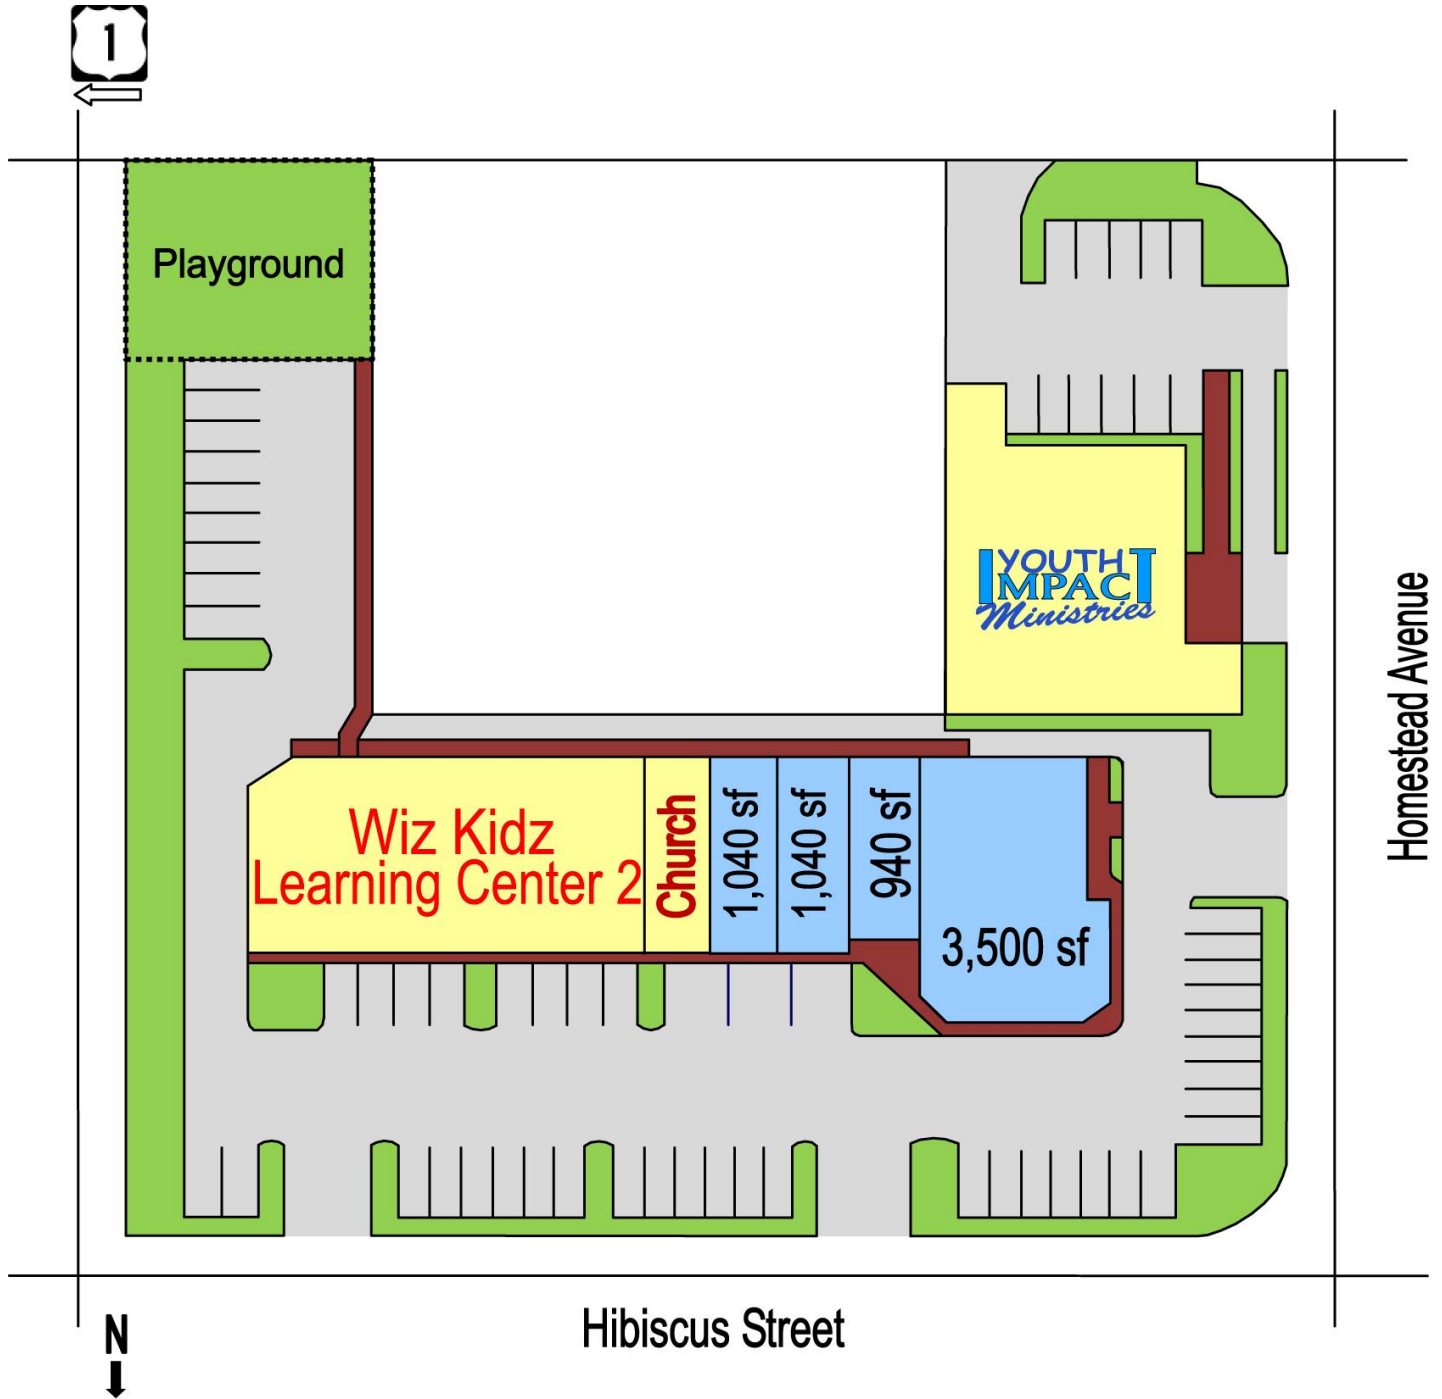 1
Playground
YOUTH
IMPACT
Ministries
Homestead Avenue
Wiz Kidz
Learning Center 2
Church
1,040 sf
1,040 sf
940 sf
3,500 sf
Hibiscus Street
N